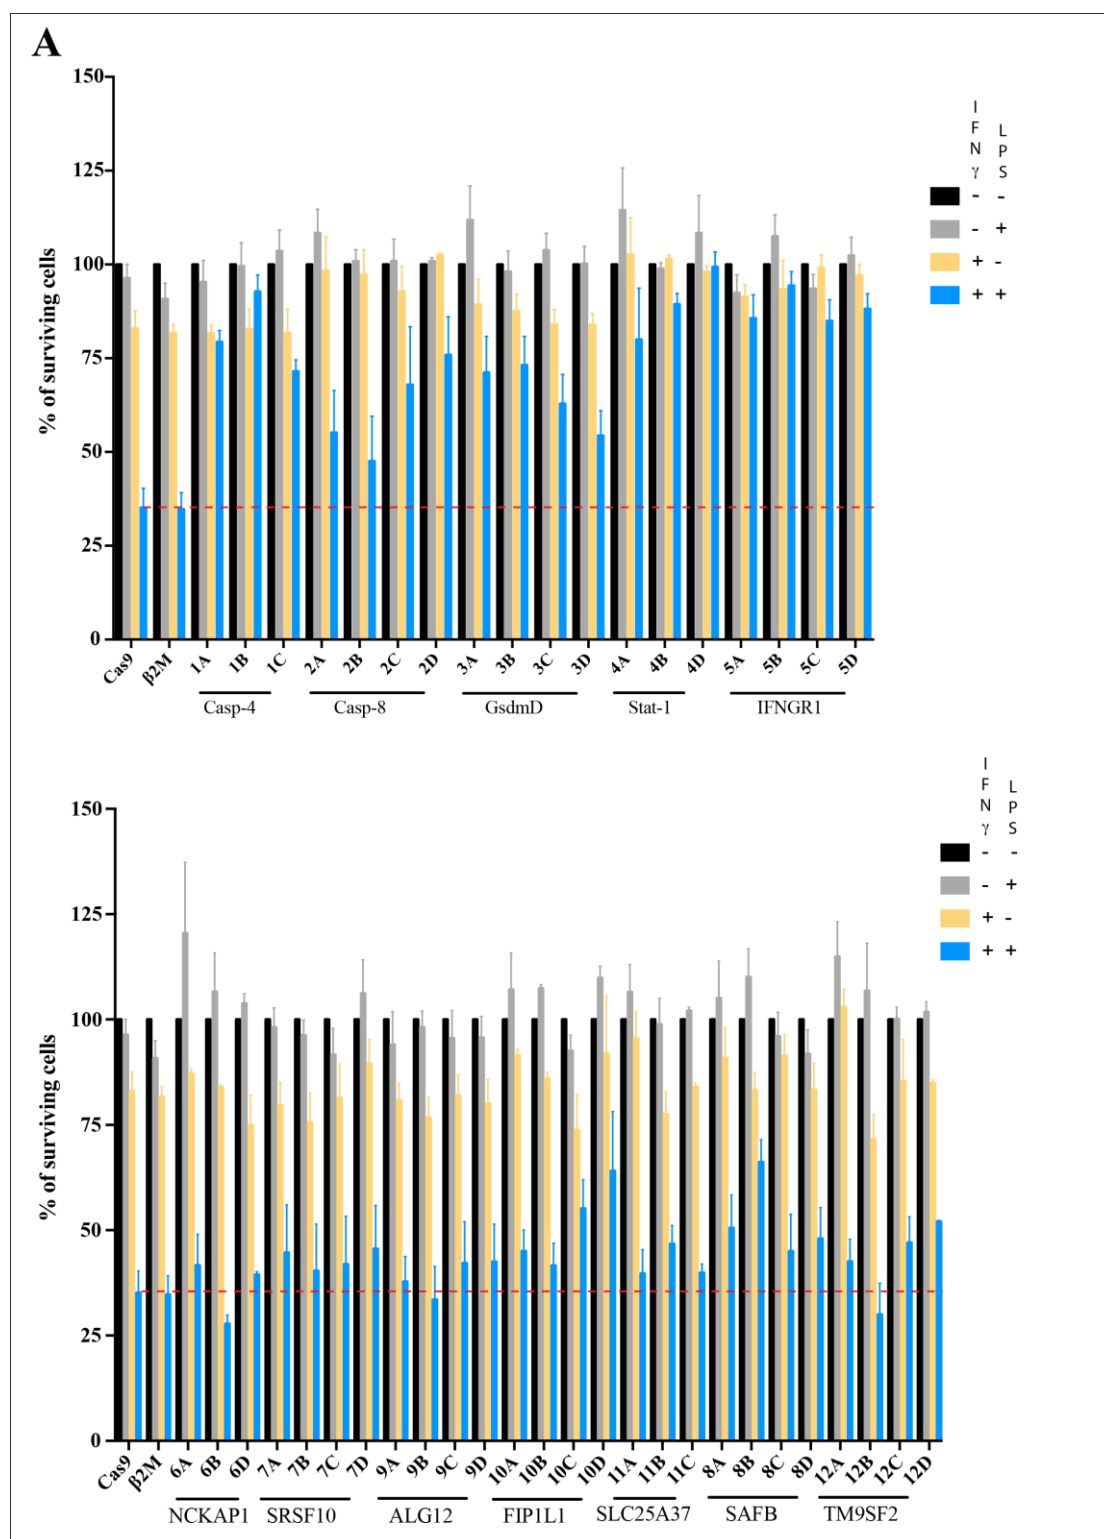 A
150
125
100
75
50
25
0
% of surviving cells
IFNγ LPS
- -
- +
+ -
+ +
Cas9 β2M 1A 1B 1C 2A 2B 2C 2D 3A 3B 3C 3D 4A 4B 4D 5A 5B 5C 5D
Casp-4 Casp-8 GsdmD Stat-1 IFNGR1
150
125
100
75
50
25
0
% of surviving cells
IFNγ LPS
- -
- +
+ -
+ +
Cas9 β2M 6A 6B 6D 7A 7B 7C 7D 9A 9B 9C 9D 10A 10B 10C 10D 11A 11B 11C 8A 8B 8C 8D 12A 12B 12C 12D
NCKAP1 SRSF10 ALG12 FIP1L1 SLC25A37 SAFB TM9SF2